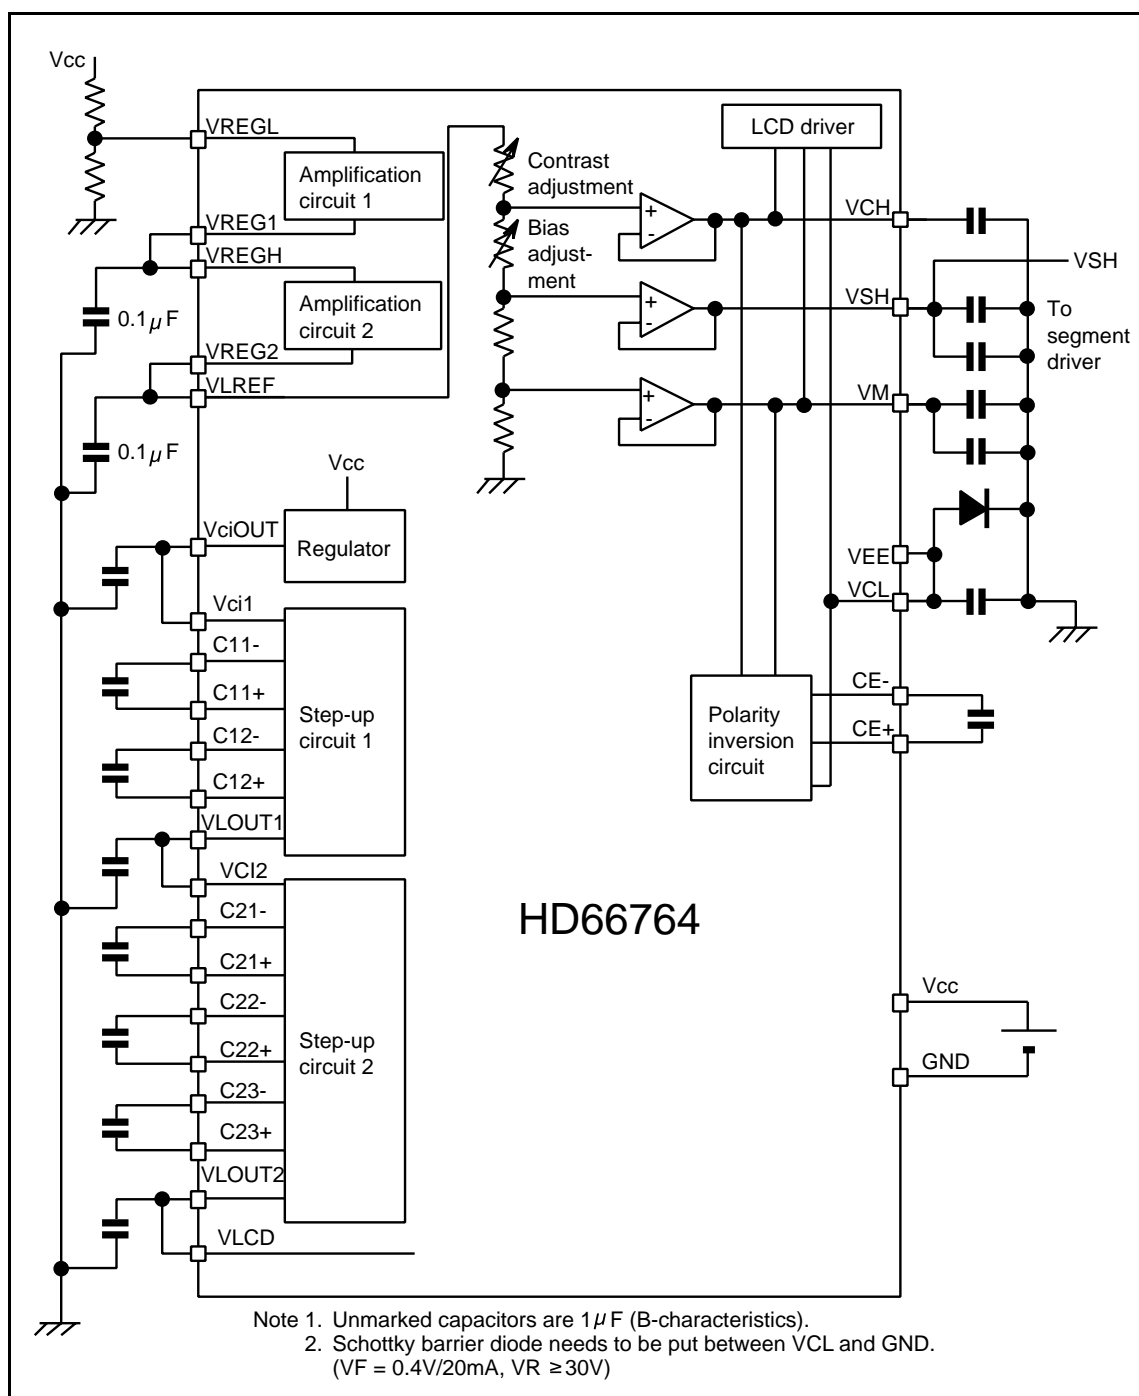 Vcc
VREGL
Amplification
circuit 1
VREG1
VREGH
Amplification
circuit 2
0.1μF
VREG2
VLREF
0.1μF
Contrast
adjustment
Bias
adjust-
ment
+
-
+
-
+
-
LCD driver
VCH
VSH
VSH
To
segment
driver
VM
VEE
VCL
Vcc
VciOUT
Regulator
Vci1
C11-
C11+
C12-
C12+
Step-up
circuit 1
VLOUT1
VCI2
C21-
C21+
C22-
C22+
C23-
C23+
Step-up
circuit 2
VLOUT2
VLCD
Polarity
inversion
circuit
CE-
CE+
HD66764
Vcc
GND
Note 1. Unmarked capacitors are 1μF (B-characteristics).
2. Schottky barrier diode needs to be put between VCL and GND.
(VF = 0.4V/20mA, VR ≥30V)